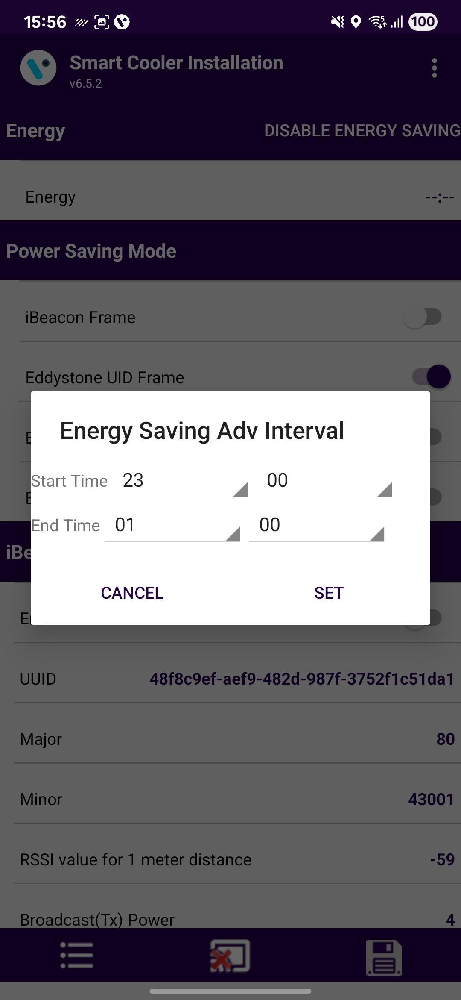 15:56
5
100
Smart Cooler Installation
v6.5.2
Energy
DISABLE ENERGY SAVING
Energy
--:--
Power Saving Mode
iBeacon Frame
Eddystone UID Frame
Energy Saving Adv Interval
Start Time 23 00
End Time 01 00
CANCEL SET
UUID 48f8c9ef-aef9-482d-987f-3752f1c51da1
Major 80
Minor 43001
RSSI value for 1 meter distance -59
Broadcast(Tx) Power 4